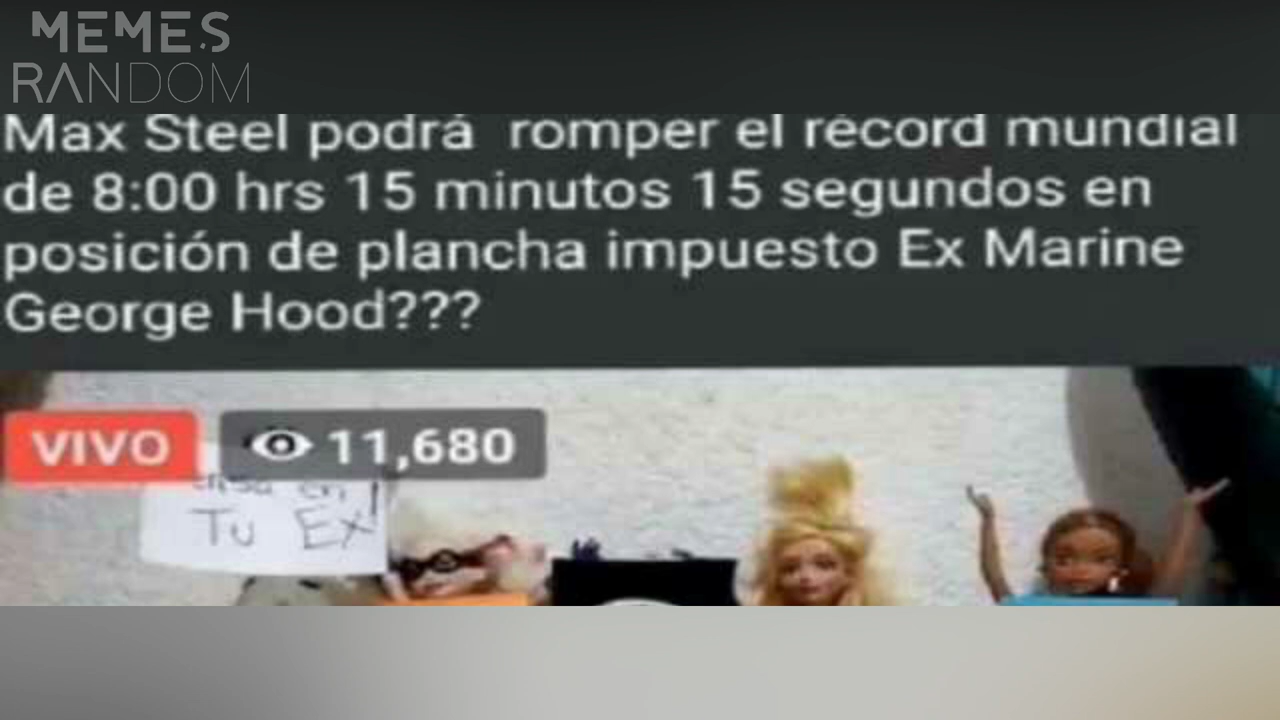 MEMES
RANDOM
Max Steel podrá romper el récord mundial
de 8:00 hrs 15 minutos 15 segundos en
posición de plancha impuesto Ex Marine
George Hood???
VIVO 11,680
en
Tu Ex!